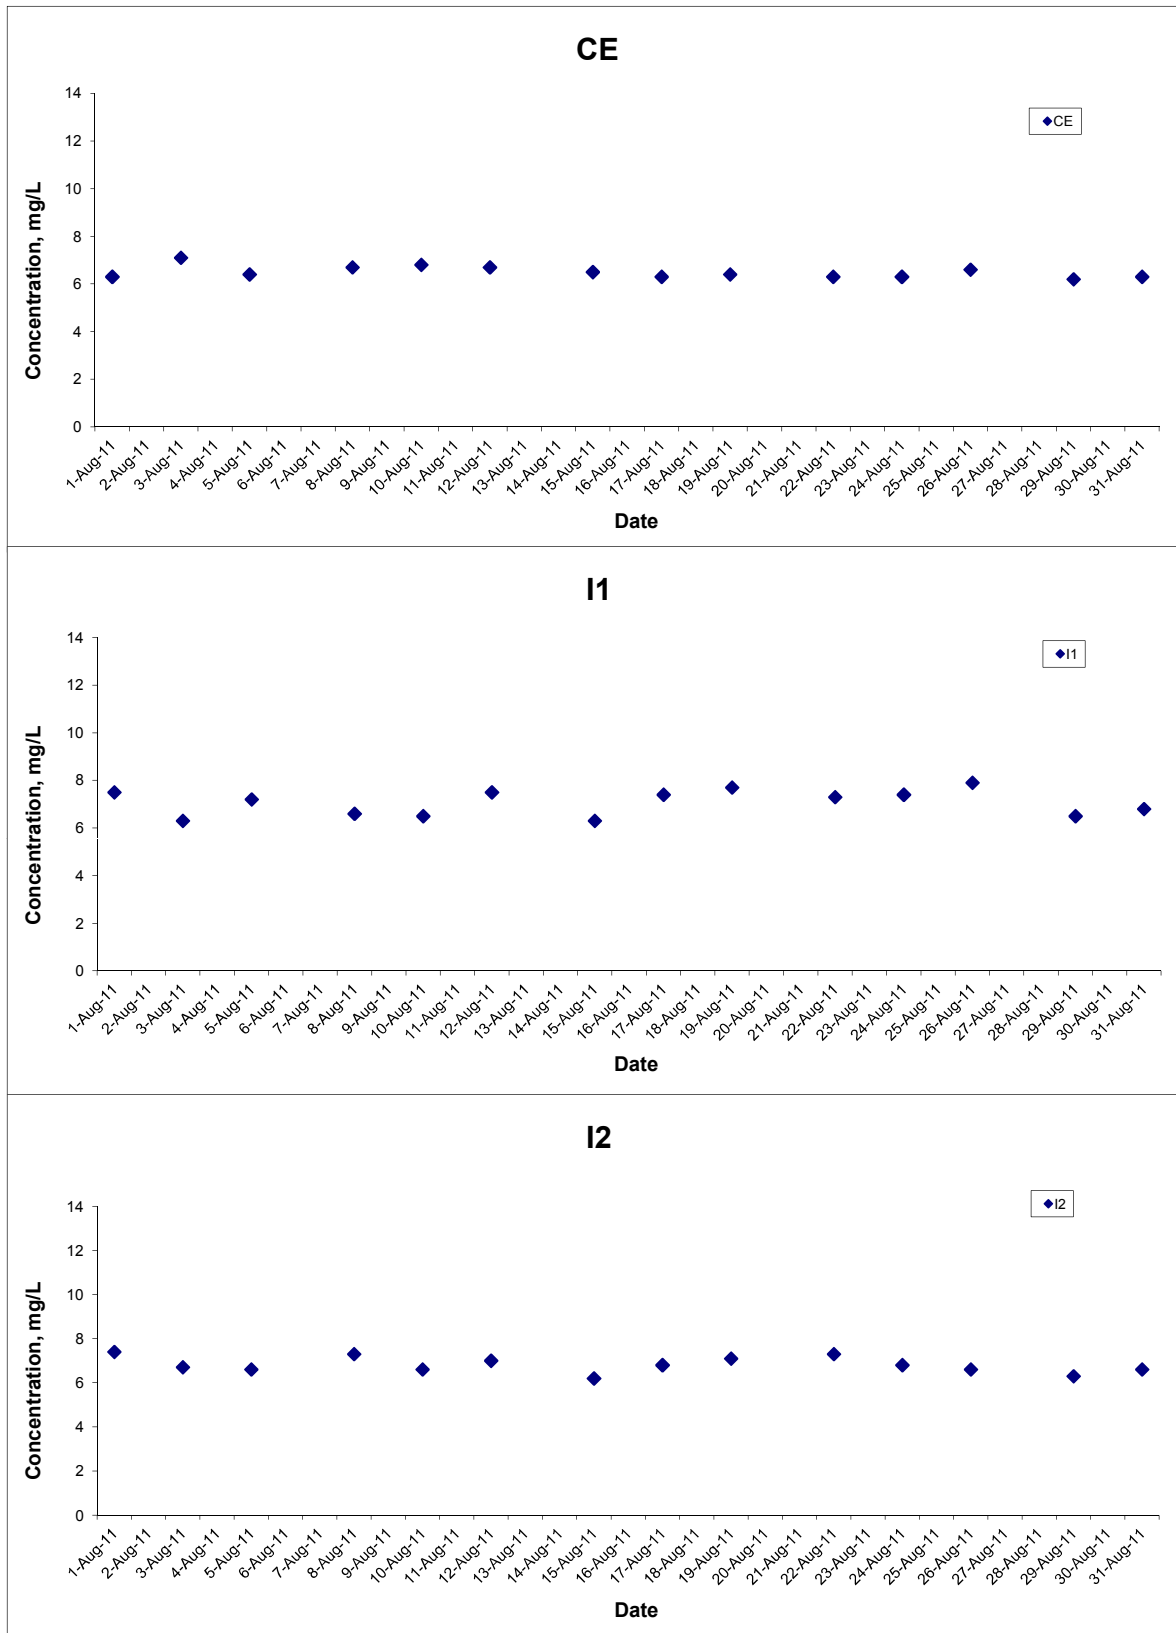 CE
14
CE
12
10
8
6
4
2
0
Concentration, mg/L
1-Aug-11
2-Aug-11
3-Aug-11
4-Aug-11
5-Aug-11
6-Aug-11
7-Aug-11
8-Aug-11
9-Aug-11
10-Aug-11
11-Aug-11
12-Aug-11
13-Aug-11
14-Aug-11
15-Aug-11
16-Aug-11
17-Aug-11
18-Aug-11
19-Aug-11
20-Aug-11
21-Aug-11
22-Aug-11
23-Aug-11
24-Aug-11
25-Aug-11
26-Aug-11
27-Aug-11
28-Aug-11
29-Aug-11
30-Aug-11
31-Aug-11
Date
I1
14
I1
12
10
8
6
4
2
0
Concentration, mg/L
1-Aug-11
2-Aug-11
3-Aug-11
4-Aug-11
5-Aug-11
6-Aug-11
7-Aug-11
8-Aug-11
9-Aug-11
10-Aug-11
11-Aug-11
12-Aug-11
13-Aug-11
14-Aug-11
15-Aug-11
16-Aug-11
17-Aug-11
18-Aug-11
19-Aug-11
20-Aug-11
21-Aug-11
22-Aug-11
23-Aug-11
24-Aug-11
25-Aug-11
26-Aug-11
27-Aug-11
28-Aug-11
29-Aug-11
30-Aug-11
31-Aug-11
Date
I2
14
I2
12
10
8
6
4
2
0
Concentration, mg/L
1-Aug-11
2-Aug-11
3-Aug-11
4-Aug-11
5-Aug-11
6-Aug-11
7-Aug-11
8-Aug-11
9-Aug-11
10-Aug-11
11-Aug-11
12-Aug-11
13-Aug-11
14-Aug-11
15-Aug-11
16-Aug-11
17-Aug-11
18-Aug-11
19-Aug-11
20-Aug-11
21-Aug-11
22-Aug-11
23-Aug-11
24-Aug-11
25-Aug-11
26-Aug-11
27-Aug-11
28-Aug-11
29-Aug-11
30-Aug-11
31-Aug-11
Date